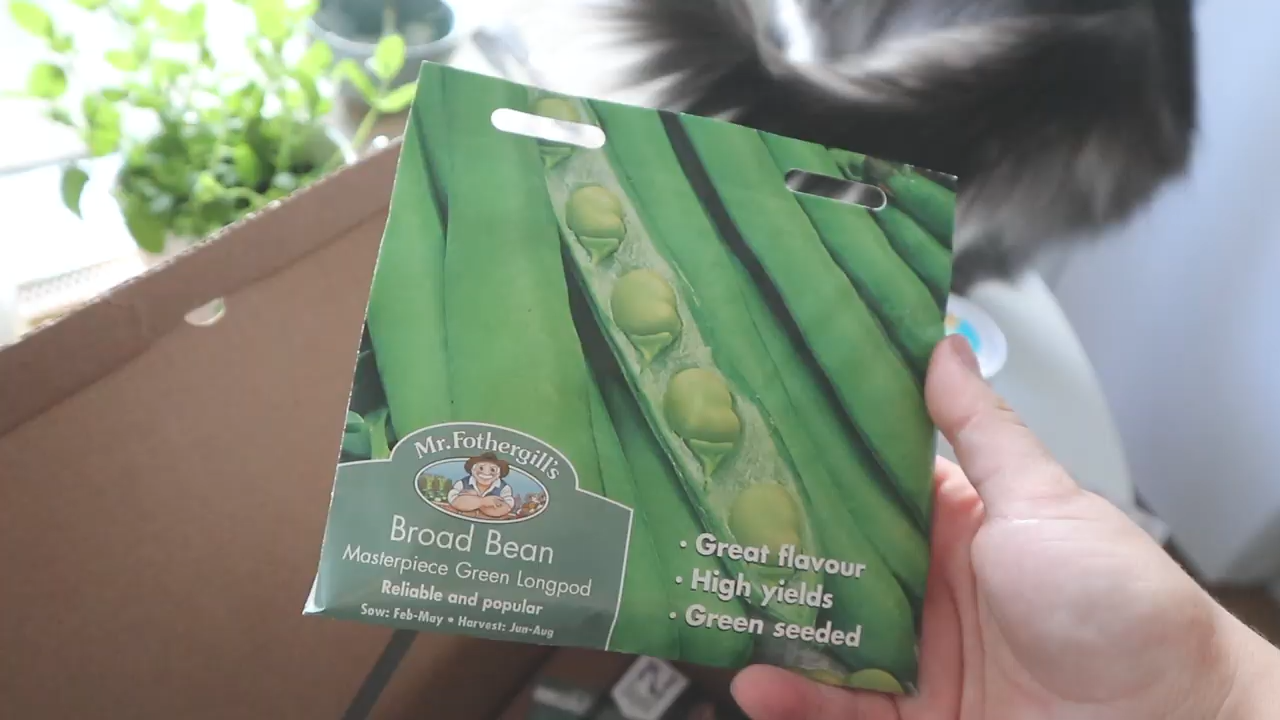 Mr. Fothergill's
Broad Bean
Masterpiece Green Longpod
Reliable and popular
Sow: Feb-May • Harvest: Jun-Aug
• Great flavour
• High yields
• Green seeded